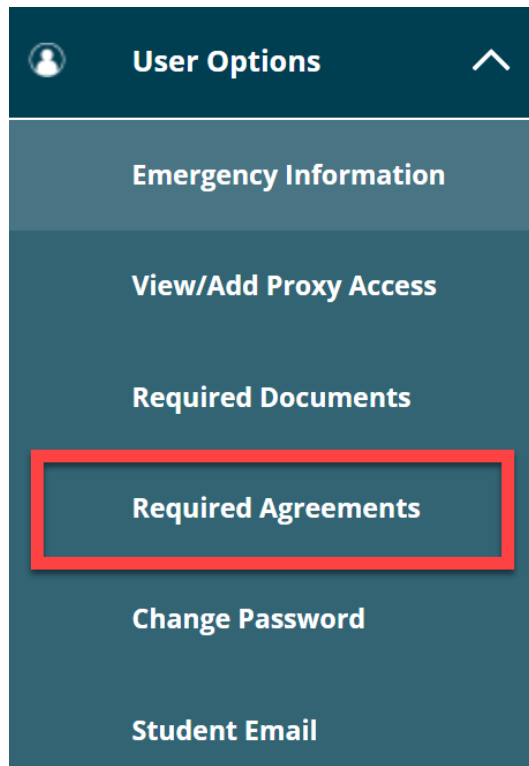 User Options
Emergency Information
View/Add Proxy Access
Required Documents
Required Agreements
Change Password
Student Email